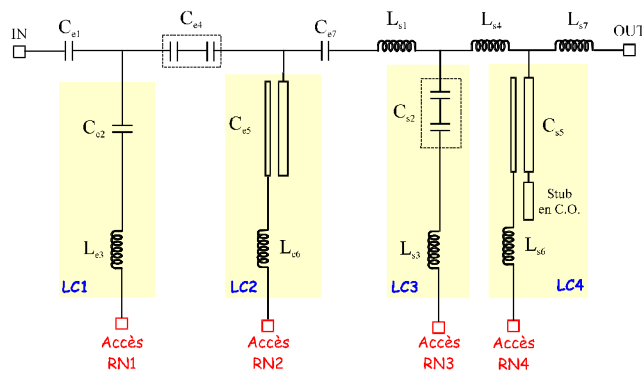 IN
Ce1
Ce4
Ce7
Ls1
Ls4
Ls7
OUT
Ce2
Ce5
Cs2
Cs5
Stub
en C.O.
Le3
Le6
Ls3
Ls6
LC1
LC2
LC3
LC4
Accès
RN1
Accès
RN2
Accès
RN3
Accès
RN4